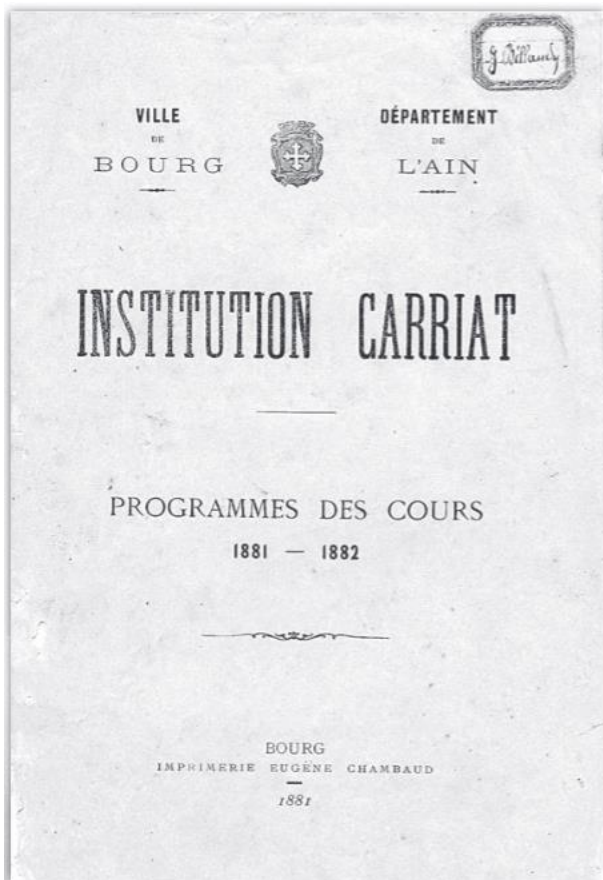 VILLE
DE
BOURG
DÉPARTEMENT
DE
L'AIN
INSTITUTION CARRIAT
PROGRAMMES DES COURS
1881 — 1882
BOURG
IMPRIMERIE EUGÈNE CHAMBAUD
1881